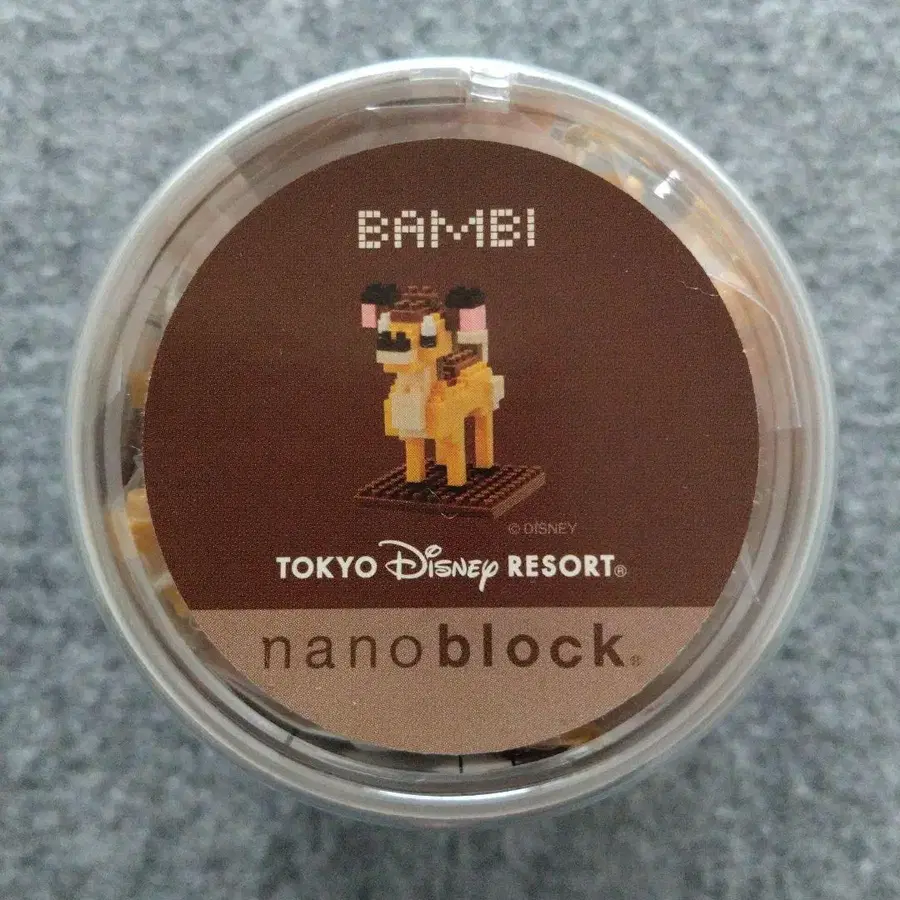 BAMBI
© DISNEY
TOKYO Disney RESORT®
nanoblock®